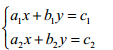 a₁x + b₁y = c₁
a₂x + b₂y = c₂